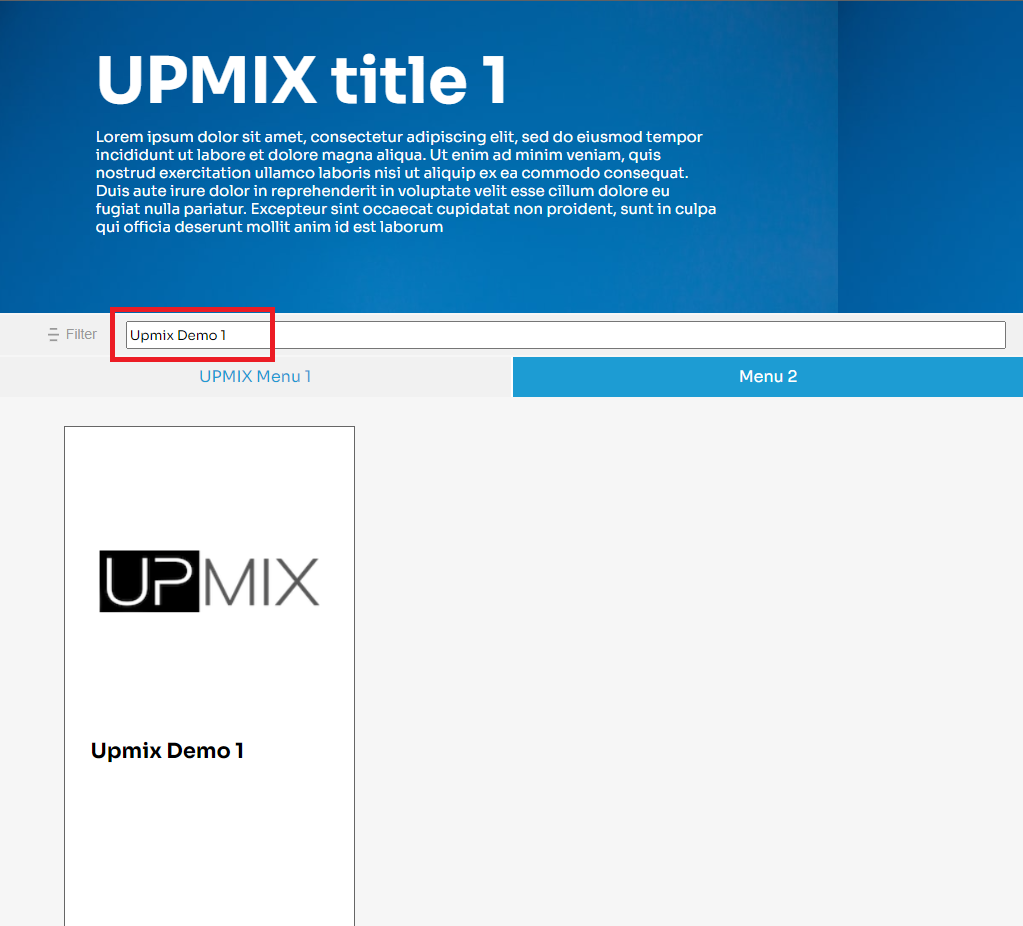 UPMIX title 1
Lorem ipsum dolor sit amet, consectetur adipiscing elit, sed do eiusmod tempor
incididunt ut labore et dolore magna aliqua. Ut enim ad minim veniam, quis
nostrud exercitation ullamco laboris nisi ut aliquip ex ea commodo consequat.
Duis aute irure dolor in reprehenderit in voluptate velit esse cillum dolore eu
fugiat nulla pariatur. Excepteur sint occaecat cupidatat non proident, sunt in culpa
qui officia deserunt mollit anim id est laborum
Filter
Upmix Demo 1
UPMIX Menu 1
Menu 2
UPMIX
Upmix Demo 1